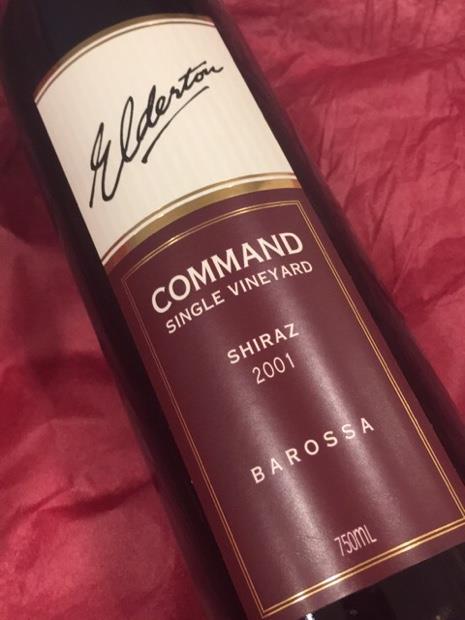 Elderton
COMMAND
SINGLE VINEYARD
SHIRAZ
2001
BAROSSA
750mL